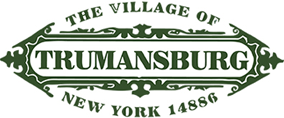 THE VILLAGE OF
TRUMANSBURG
NEW YORK 14886